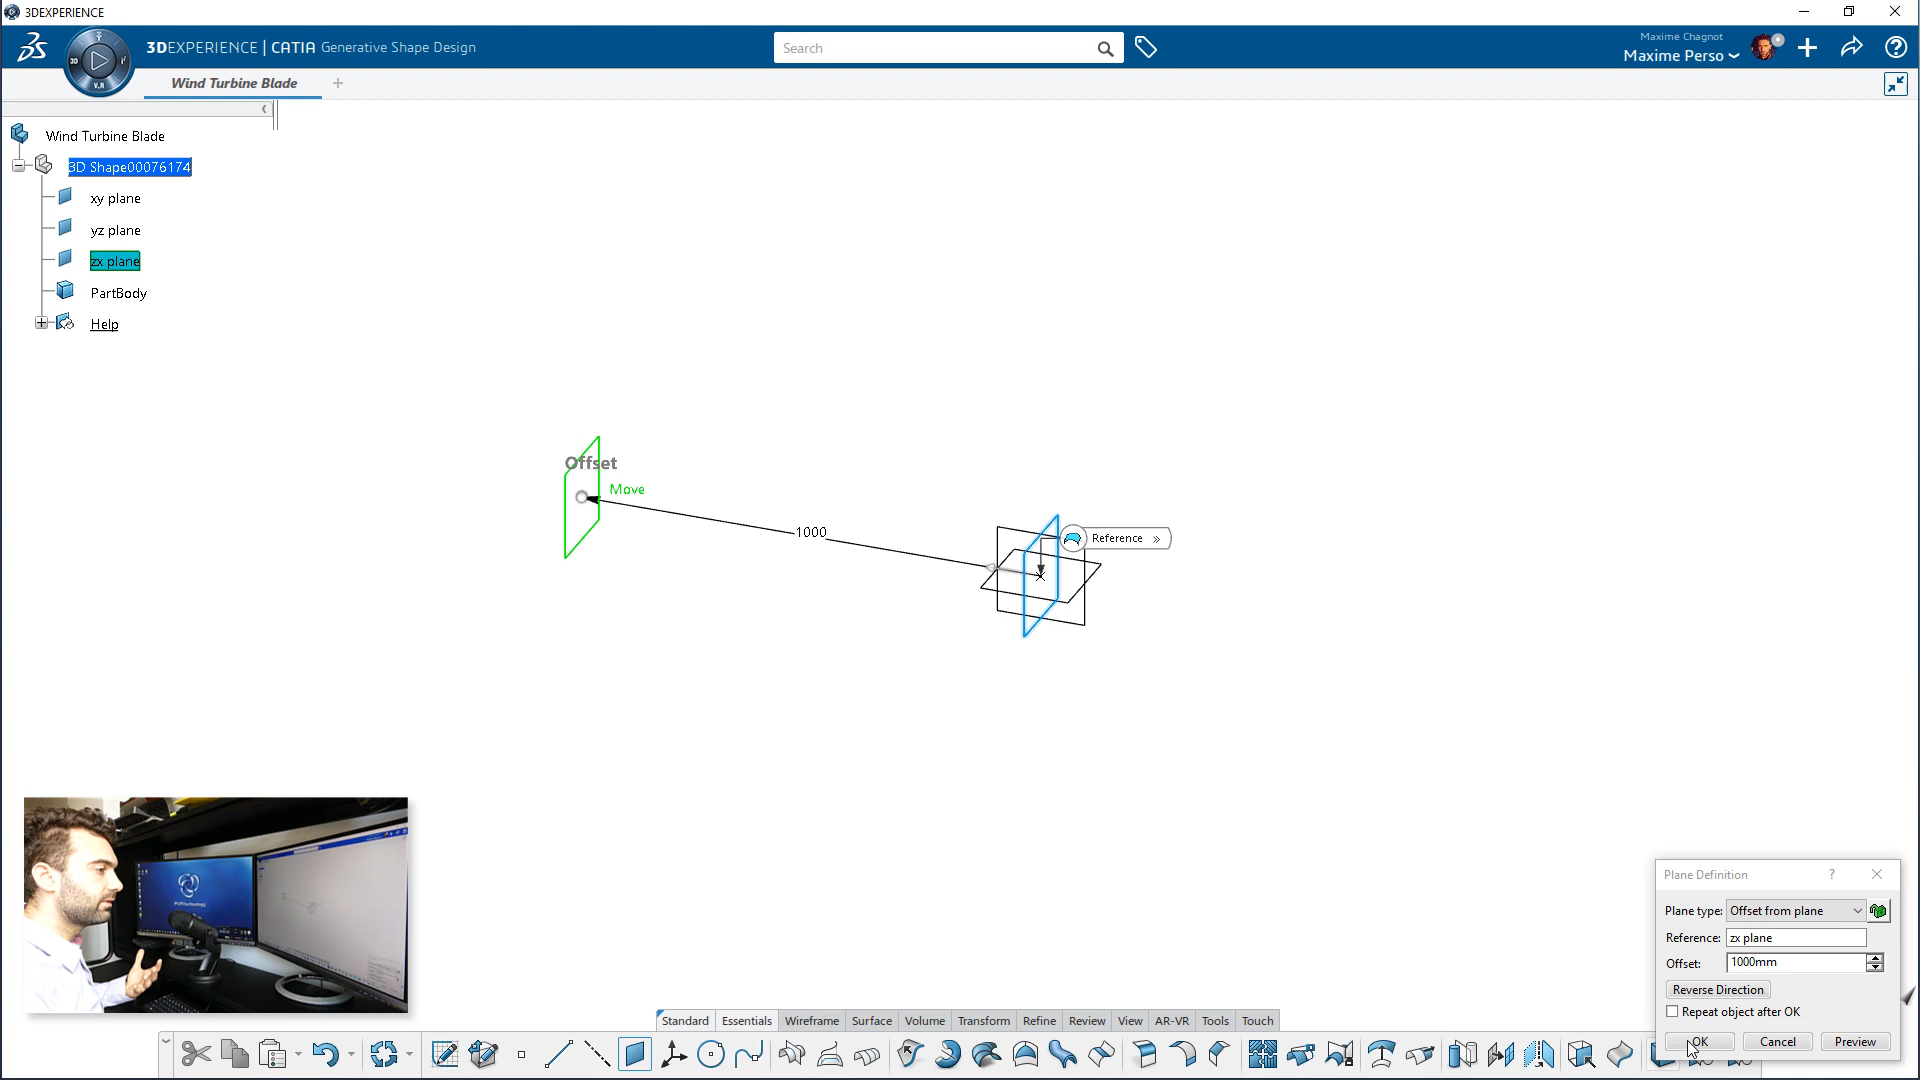 3DEXPERIENCE
3DEXPERIENCE | CATIA Generative Shape Design
Search
Maxime Chagnot
Maxime Perso
3D
V.R
Wind Turbine Blade
Wind Turbine Blade
3D Shape00076174
xy plane
yz plane
zx plane
PartBody
Help
Offset
Move
1000
Reference »
Plane Definition
Plane type: Offset from plane
Reference: zx plane
Offset: 1000mm
Reverse Direction
Repeat object after OK
OK Cancel Preview
Standard Essentials Wireframe Surface Volume Transform Refine Review View AR-VR Tools Touch